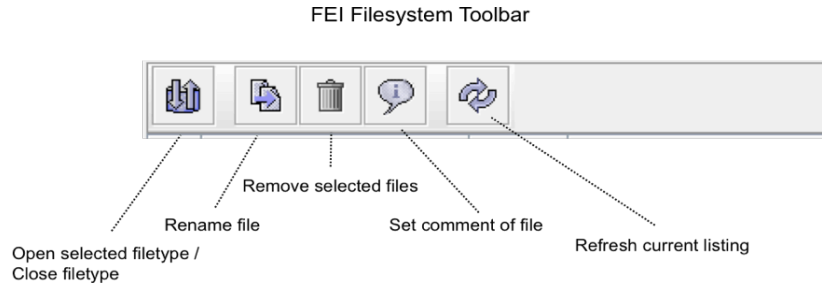 FEI Filesystem Toolbar
Remove selected files
Rename file
Set comment of file
Refresh current listing
Open selected filetype /
Close filetype